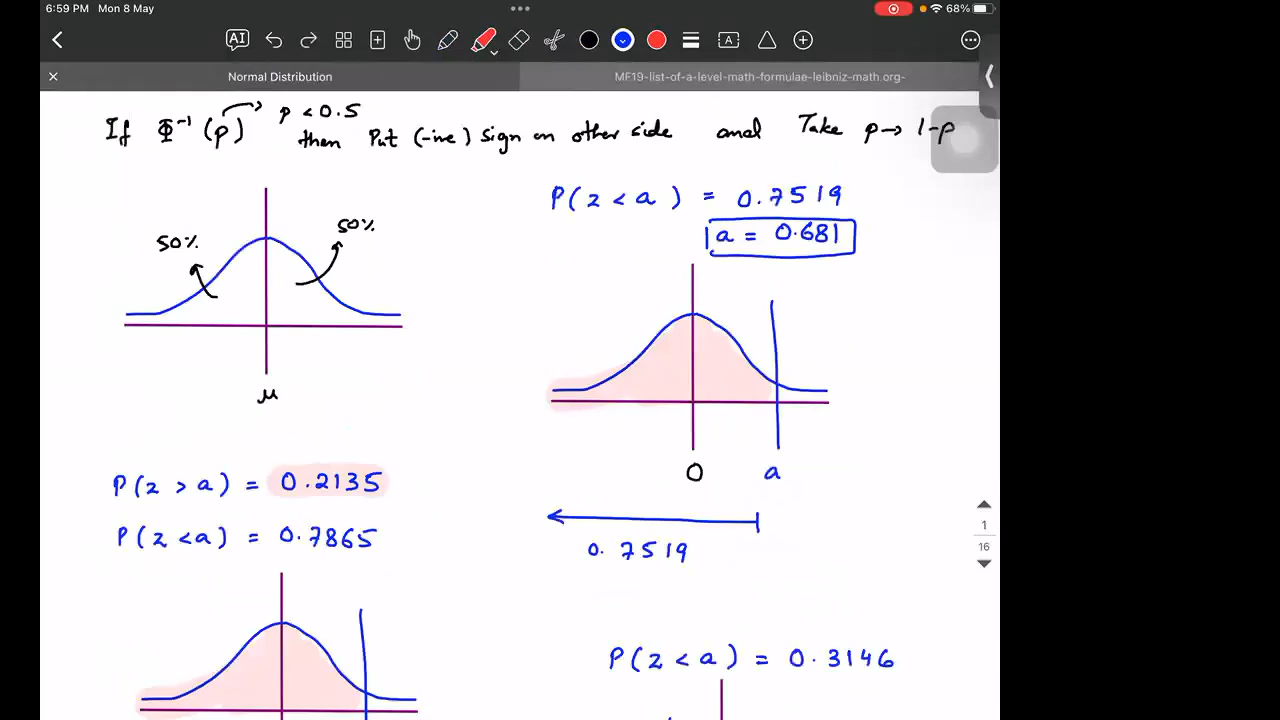 6:59 PM Mon 8 May
68%
AI
A
Normal Distribution
MF19-list-of-a-level-math-formulae-leibniz-math.org-
If Φ⁻¹ (p) → p < 0.5
then Put (-ive) sign on other side and Take p → 1-p
50%
50%
μ
P(z < a) = 0.7519
a = 0.681
0
a
0.7519
P(z > a) = 0.2135
P(z < a) = 0.7865
P(z < a) = 0.3146
1
16